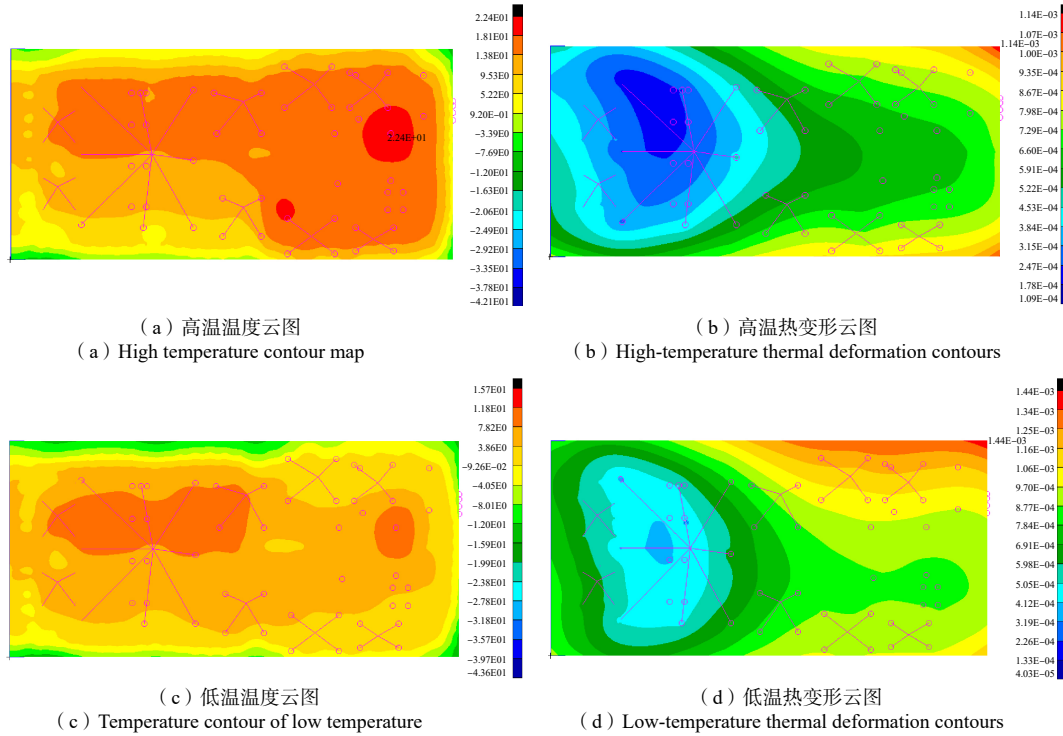 2.24E01
1.81E01
1.38E01
9.53E0
5.22E0
9.20E−01
−3.39E0
−7.69E0
−1.20E01
−1.63E01
−2.06E01
−2.49E01
−2.92E01
−3.35E01
−3.78E01
−4.21E01
2.24E+01
1.14E−03
1.07E−03
1.00E−03
9.35E−04
8.67E−04
7.98E−04
7.29E−04
6.60E−04
5.91E−04
5.22E−04
4.53E−04
3.84E−04
3.15E−04
2.47E−04
1.78E−04
1.09E−04
1.14E−03
（a）高温温度云图
（a）High temperature contour map
（b）高温热变形云图
（b）High-temperature thermal deformation contours
1.57E01
1.18E01
7.82E0
3.86E0
−9.26E−02
−4.05E0
−8.01E0
−1.20E01
−1.59E01
−1.99E01
−2.38E01
−2.78E01
−3.18E01
−3.57E01
−3.97E01
−4.36E01
1.44E−03
1.34E−03
1.25E−03
1.16E−03
1.06E−03
9.70E−04
8.77E−04
7.84E−04
6.91E−04
5.98E−04
5.05E−04
4.12E−04
3.19E−04
2.26E−04
1.33E−04
4.03E−05
1.44E−03
（c）低温温度云图
（c）Temperature contour of low temperature
（d）低温热变形云图
（d）Low-temperature thermal deformation contours